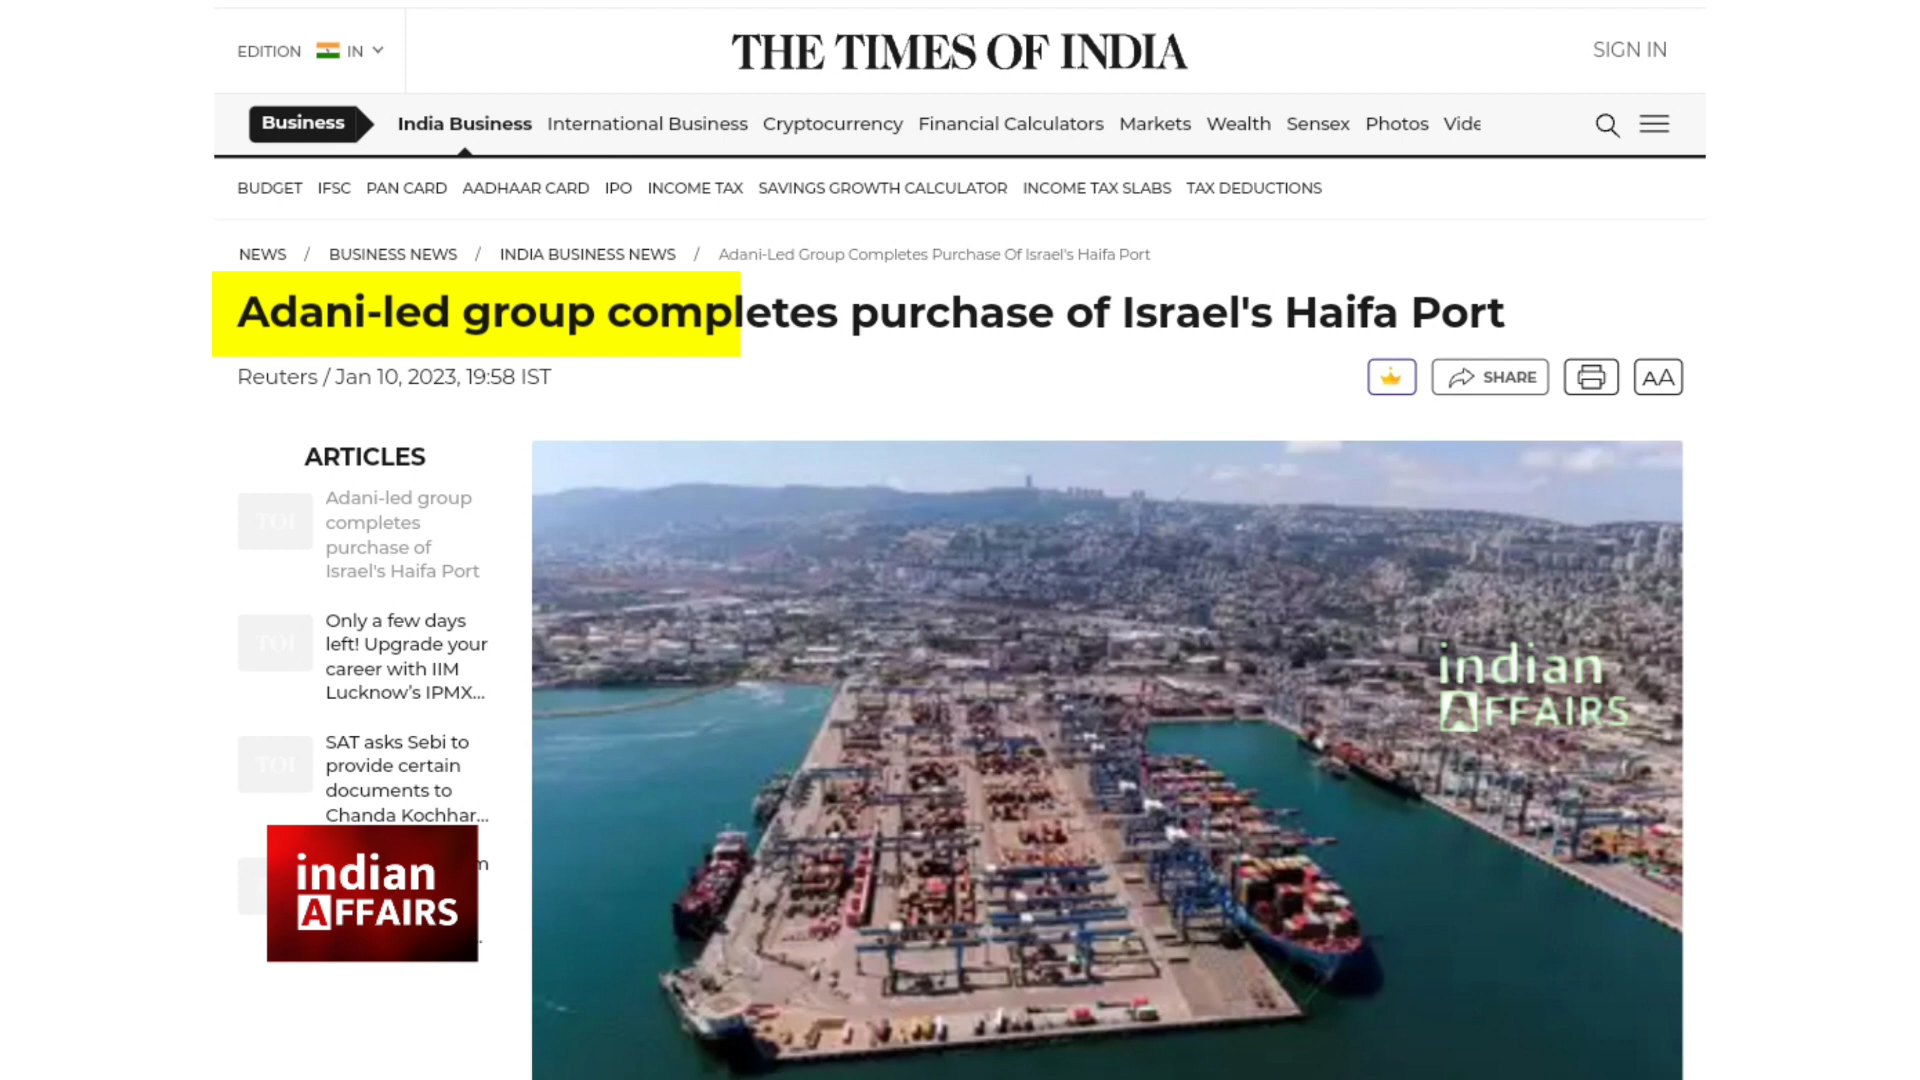 EDITION IN
THE TIMES OF INDIA
SIGN IN
Business India Business International Business Cryptocurrency Financial Calculators Markets Wealth Sensex Photos Vide
BUDGET IFSC PAN CARD AADHAAR CARD IPO INCOME TAX SAVINGS GROWTH CALCULATOR INCOME TAX SLABS TAX DEDUCTIONS
NEWS / BUSINESS NEWS / INDIA BUSINESS NEWS / Adani-Led Group Completes Purchase Of Israel's Haifa Port
Adani-led group completes purchase of Israel's Haifa Port
Reuters / Jan 10, 2023, 19:58 IST
SHARE
AA
ARTICLES
TOI
Adani-led group
completes
purchase of
Israel's Haifa Port
TOI
Only a few days
left! Upgrade your
career with IIM
Lucknow’s IPMX...
TOI
SAT asks Sebi to
provide certain
documents to
Chanda Kochhar...
indian
AFFAIRS
indian
AFFAIRS